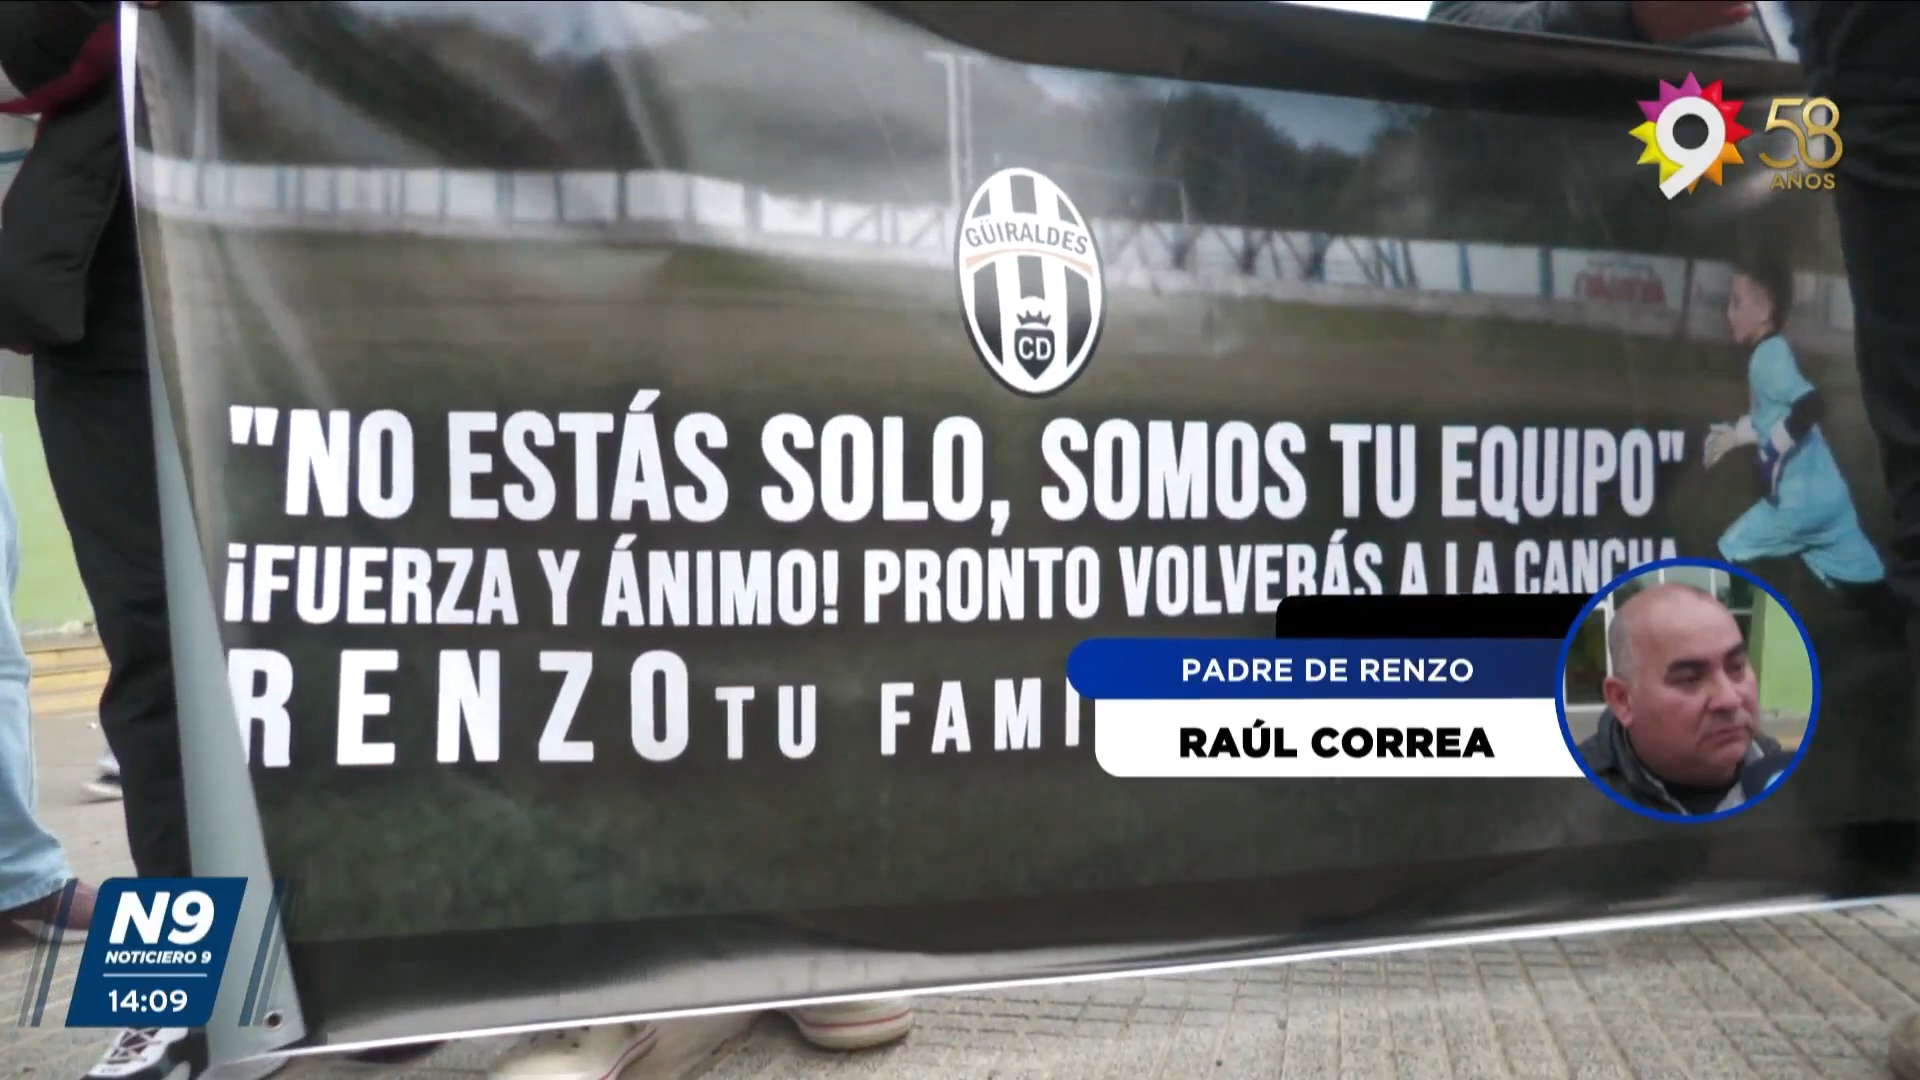 9 58
AÑOS
GÜIRALDES
CD
"NO ESTÁS SOLO, SOMOS TU EQUIPO"
¡FUERZA Y ÁNIMO! PRONTO VOLVERÁS A LA CANCHA
RENZO TU FAMI
PADRE DE RENZO
RAÚL CORREA
N9
NOTICIERO 9
14:09